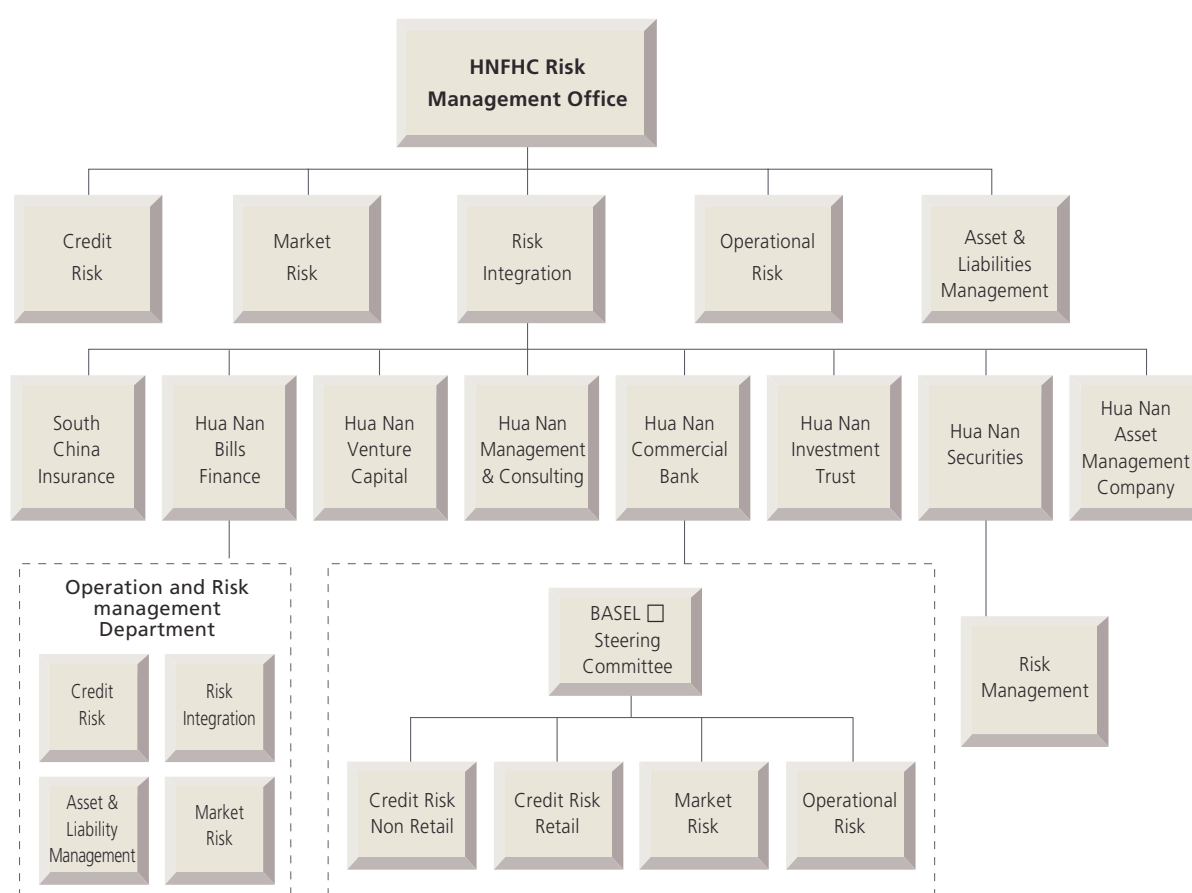 HNFHC Risk
Management Office
Credit
Risk
Market
Risk
Risk
Integration
Operational
Risk
Asset &
Liabilities
Management
South
China
Insurance
Hua Nan
Bills
Finance
Hua Nan
Venture
Capital
Hua Nan
Management
& Consulting
Hua Nan
Commercial
Bank
Hua Nan
Investment
Trust
Hua Nan
Securities
Hua Nan
Asset
Management
Company
Operation and Risk
management
Department
Credit
Risk
Risk
Integration
Asset &
Liability
Management
Market
Risk
BASEL □
Steering
Committee
Credit Risk
Non Retail
Credit Risk
Retail
Market
Risk
Operational
Risk
Risk
Management